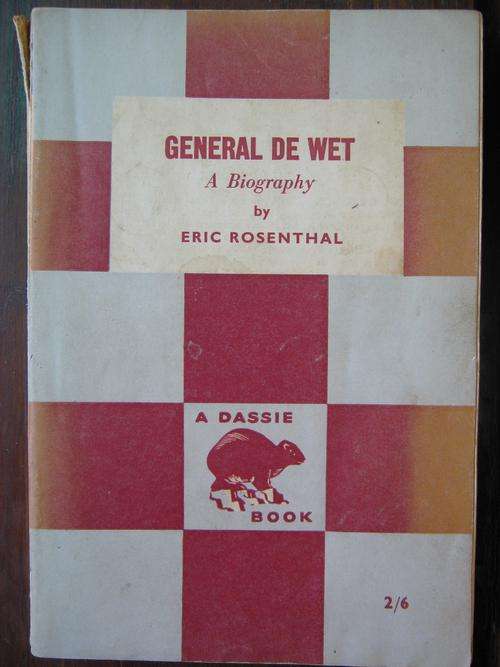 GENERAL DE WET
A Biography
by
ERIC ROSENTHAL
A DASSIE
BOOK
2/6